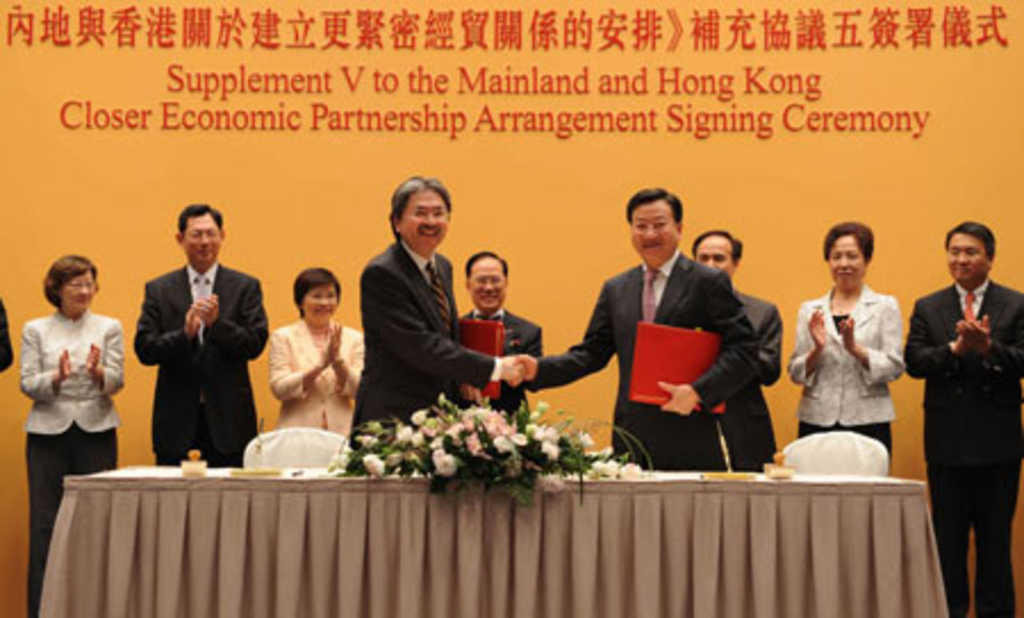 內地與香港關於建立更緊密經貿關係的安排》補充協議五簽署儀式
Supplement V to the Mainland and Hong Kong
Closer Economic Partnership Arrangement Signing Ceremony